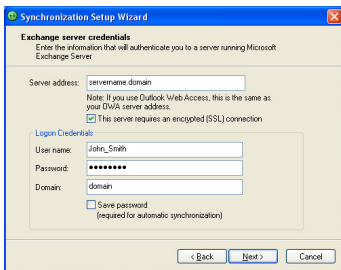 Synchronization Setup Wizard
Exchange server credentials
Enter the information that will authenticate you to a server running Microsoft
Exchange Server
Server address: servername.domain
Note: If you use Outlook Web Access, this is the same as
your OWA server address.
This server requires an encrypted (SSL) connection
Logon Credentials
User name: John_Smith
Password: ••••••••
Domain: domain
Save password
(required for automatic synchronization)
< Back Next > Cancel